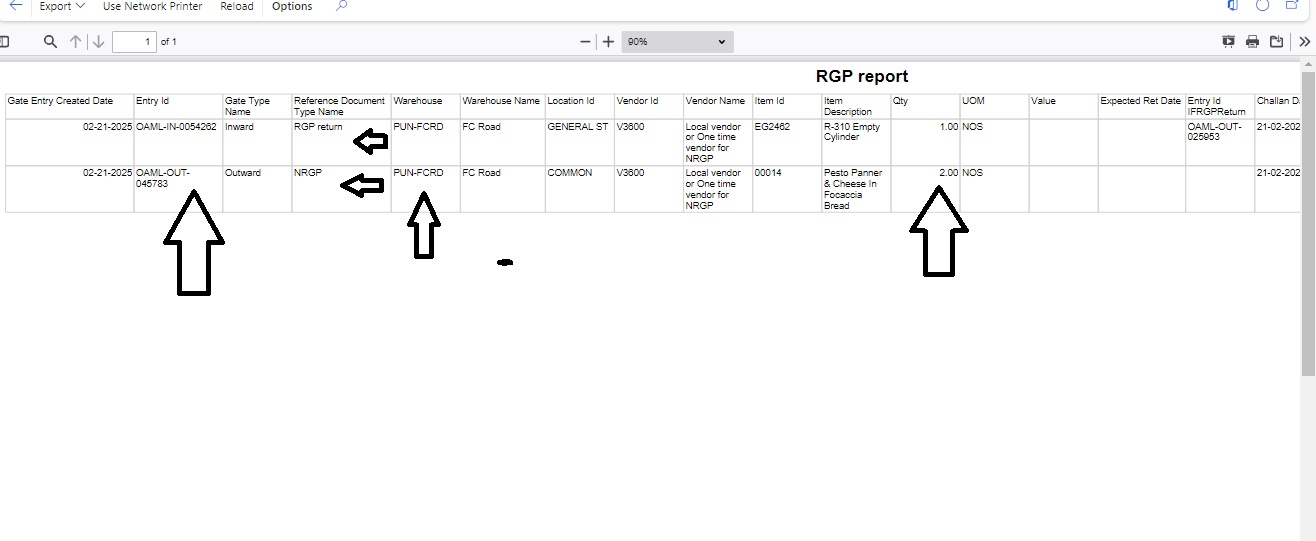 Export Use Network Printer Reload Options
1 of 1 90%
RGP report
Gate Entry Created Date Entry Id Gate Type Name Reference Document Type Name Warehouse Warehouse Name Location Id Vendor Id Vendor Name Item Id Item Description Qty UOM Value Expected Ret Date Entry Id IFRGPReturn Challan D
02-21-2025 OAML-IN-0054262 Inward RGP return PUN-FCRD FC Road GENERAL ST V3600 Local vendor or One time vendor for NRGP EG2462 R-310 Empty Cylinder 1.00 NOS OAML-OUT-025953 21-02-202
02-21-2025 OAML-OUT-045783 Outward NRGP PUN-FCRD FC Road COMMON V3600 Local vendor or One time vendor for NRGP 00014 Pesto Panner & Cheese In Focaccia Bread 2.00 NOS 21-02-202